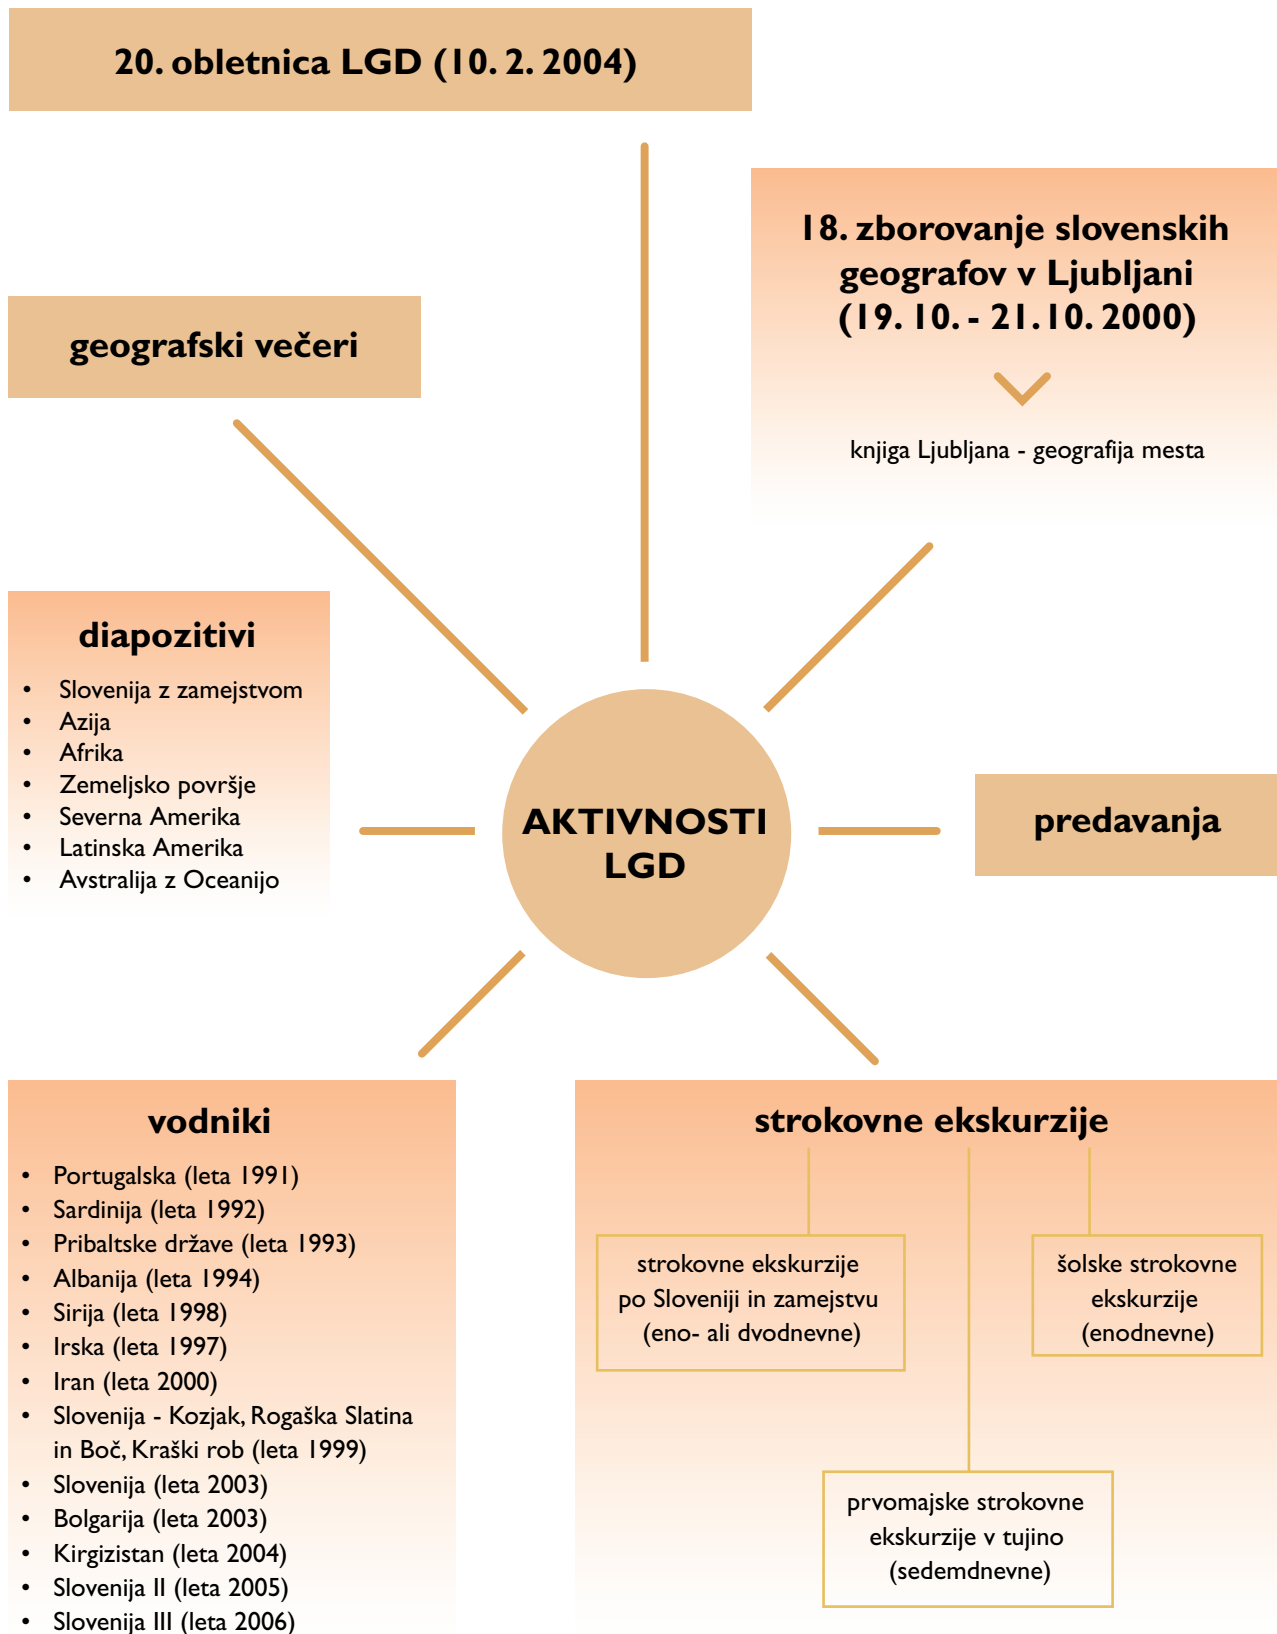 20. obletnica LGD (10. 2. 2004)
18. zborovanje slovenskih
geografov v Ljubljani
(19. 10. - 21.10. 2000)
knjiga Ljubljana - geografija mesta
geografski večeri
diapozitivi
• Slovenija z zamejstvom
• Azija
• Afrika
• Zemeljsko površje
• Severna Amerika
• Latinska Amerika
• Avstralija z Oceanijo
AKTIVNOSTI
LGD
predavanja
vodniki
• Portugalska (leta 1991)
• Sardinija (leta 1992)
• Pribaltske države (leta 1993)
• Albanija (leta 1994)
• Sirija (leta 1998)
• Irska (leta 1997)
• Iran (leta 2000)
• Slovenija - Kozjak, Rogaška Slatina
in Boč, Kraški rob (leta 1999)
• Slovenija (leta 2003)
• Bolgarija (leta 2003)
• Kirgizistan (leta 2004)
• Slovenija II (leta 2005)
• Slovenija III (leta 2006)
strokovne ekskurzije
strokovne ekskurzije
po Sloveniji in zamejstvu
(eno- ali dvodnevne)
šolske strokovne
ekskurzije
(enodnevne)
prvomajske strokovne
ekskurzije v tujino
(sedemdnevne)